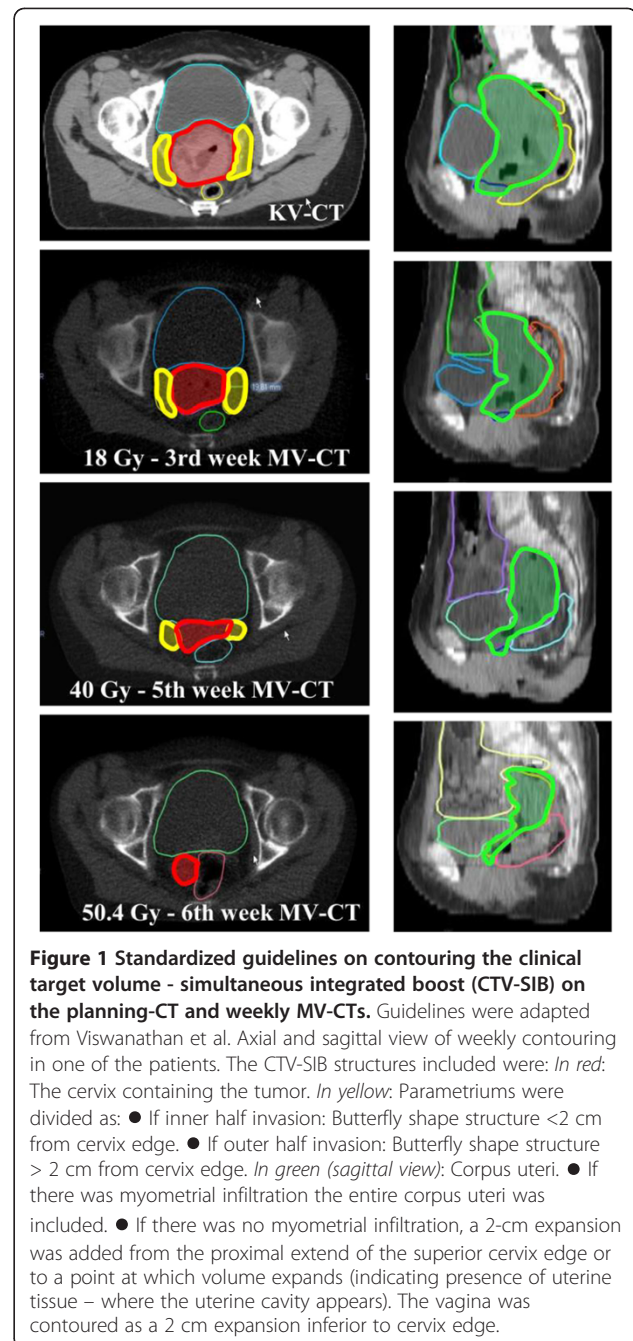 KV-CT
18 Gy - 3rd week MV-CT
40 Gy - 5th week MV-CT
50.4 Gy - 6th week MV-CT
Figure 1 Standardized guidelines on contouring the clinical
target volume - simultaneous integrated boost (CTV-SIB) on
the planning-CT and weekly MV-CTs. Guidelines were adapted
from Viswanathan et al. Axial and sagittal view of weekly contouring
in one of the patients. The CTV-SIB structures included were: In red:
The cervix containing the tumor. In yellow: Parametriums were
divided as: ● If inner half invasion: Butterfly shape structure <2 cm
from cervix edge. ● If outer half invasion: Butterfly shape structure
> 2 cm from cervix edge. In green (sagittal view): Corpus uteri. ● If
there was myometrial infiltration the entire corpus uteri was
included. ● If there was no myometrial infiltration, a 2-cm expansion
was added from the proximal extend of the superior cervix edge or
to a point at which volume expands (indicating presence of uterine
tissue – where the uterine cavity appears). The vagina was
contoured as a 2 cm expansion inferior to cervix edge.